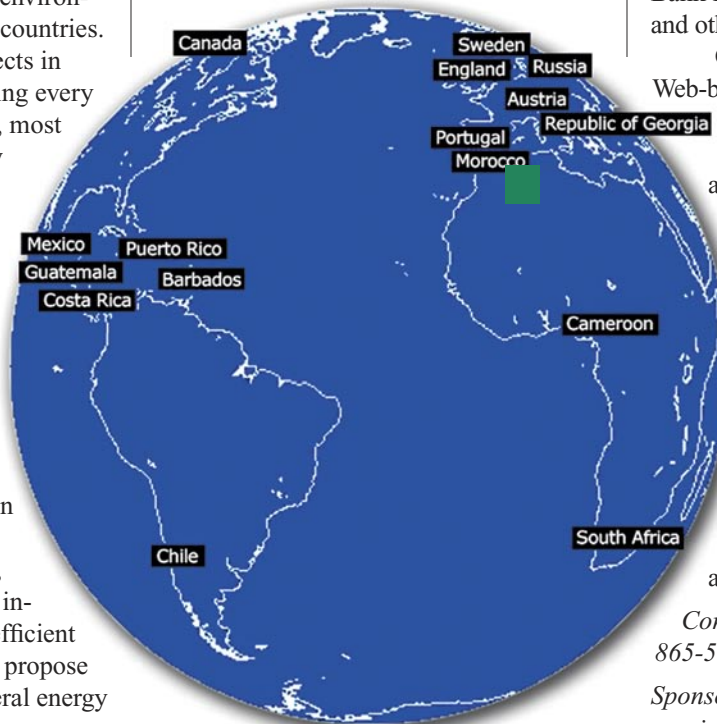 environ-
countries.
ects in
ing every
, most
Canada
Sweden
England
Russia
Austria
Republic of Georgia
Portugal
Morocco
Mexico
Puerto Rico
Guatemala
Barbados
Costa Rica
Cameroon
Chile
South Africa
n
in-
fficient
propose
eral energy
and oth
Web-b
a
a
Con
865-5
Sponso